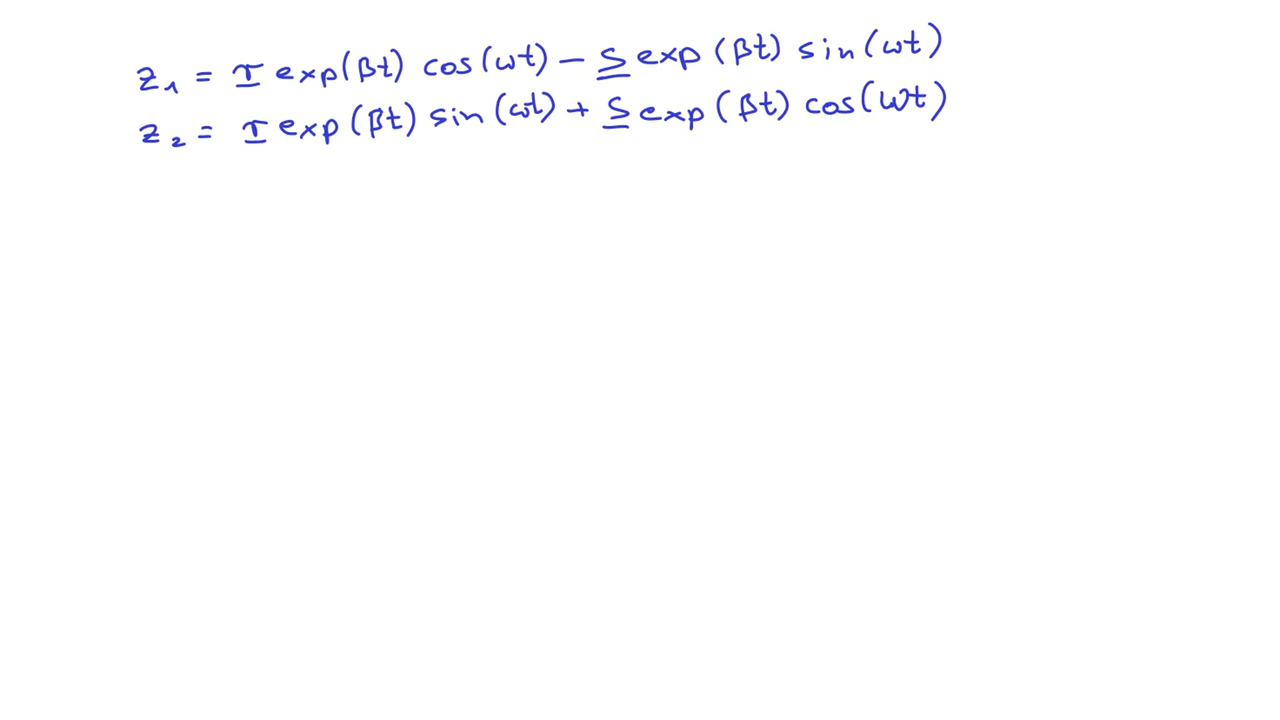 z₁ = r exp(βt) cos(ωt) − s exp(βt) sin(ωt)
z₂ = r exp(βt) sin(ωt) + s exp(βt) cos(ωt)